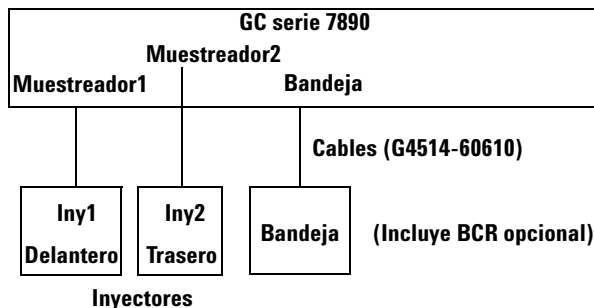 GC serie 7890
Muestreador2
Muestreador1
Bandeja
Cables (G4514-60610)
Iny1
Delantero
Iny2
Trasero
Bandeja
(Incluye BCR opcional)
Inyectores